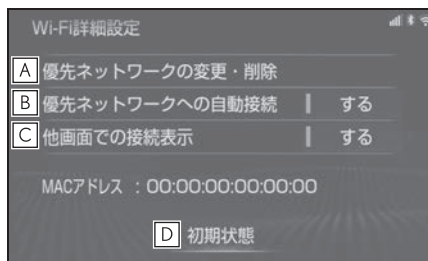 Wi-Fi詳細設定
A 優先ネットワークの変更・削除
B 優先ネットワークへの自動接続 する
C 他画面での接続表示 する
MACアドレス : 00:00:00:00:00:00
D 初期状態